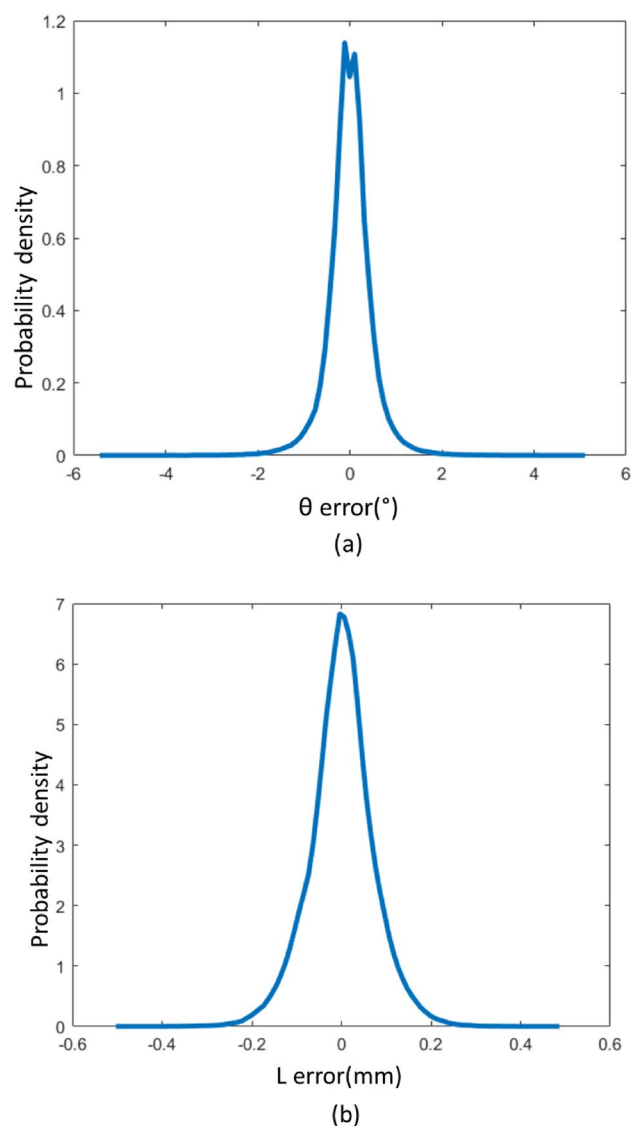 1.2
1
0.8
0.6
0.4
0.2
0
-6 -4 -2 0 2 4 6
Probability density
θ error(°)
(a)
7
6
5
4
3
2
1
0
-0.6 -0.4 -0.2 0 0.2 0.4 0.6
Probability density
L error(mm)
(b)